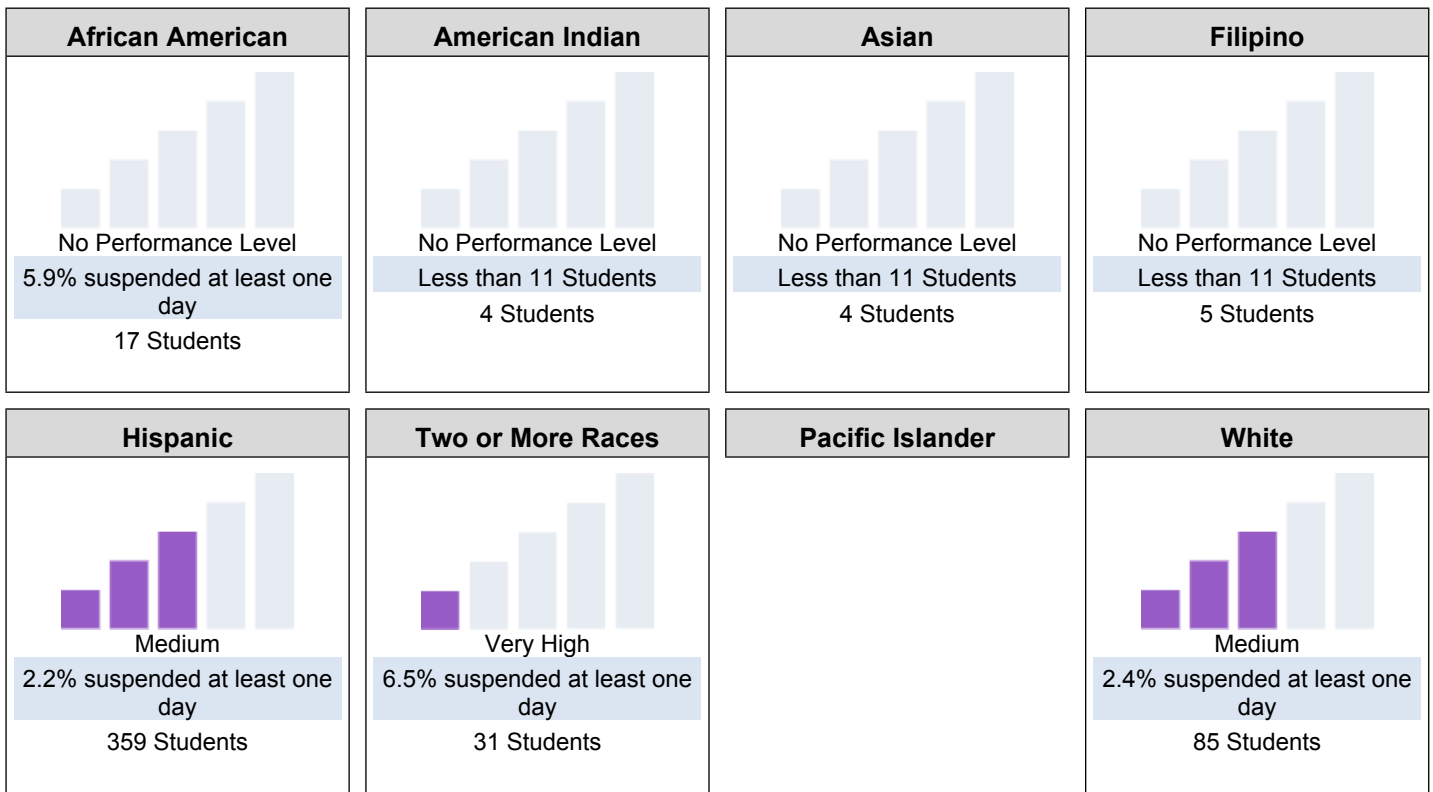 African American
No Performance Level
5.9% suspended at least one
day
17 Students
American Indian
No Performance Level
Less than 11 Students
4 Students
Asian
No Performance Level
Less than 11 Students
4 Students
Filipino
No Performance Level
Less than 11 Students
5 Students
Hispanic
Medium
2.2% suspended at least one
day
359 Students
Two or More Races
Very High
6.5% suspended at least one
day
31 Students
Pacific Islander
White
Medium
2.4% suspended at least one
day
85 Students